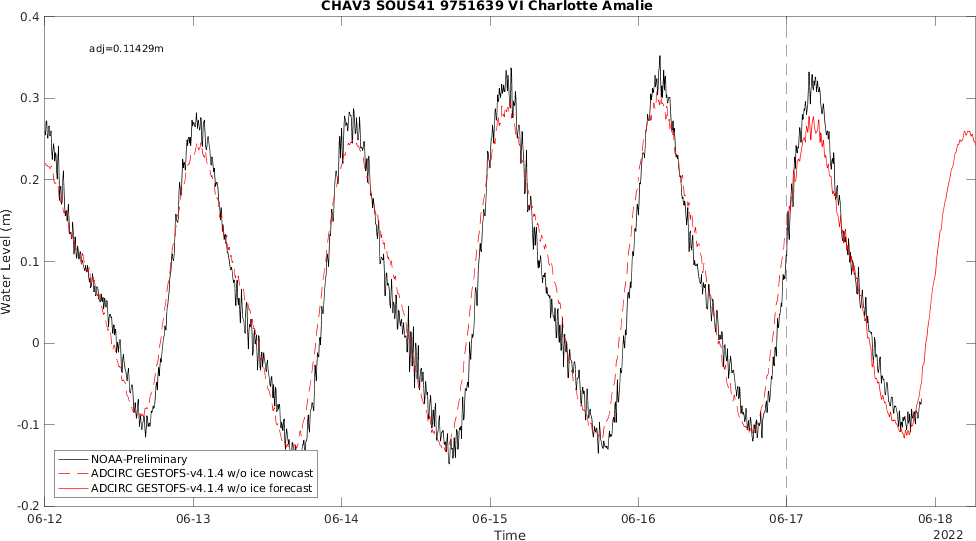 CHAV3 SOUS41 9751639 VI Charlotte Amalie
0.4
adj=0.11429m
0.3
0.2
0.1
0
-0.1
-0.2
Water Level (m)
NOAA-Preliminary
ADCIRC GESTOFS-v4.1.4 w/o ice nowcast
ADCIRC GESTOFS-v4.1.4 w/o ice forecast
06-12 06-13 06-14 06-15 06-16 06-17 06-18
Time
2022